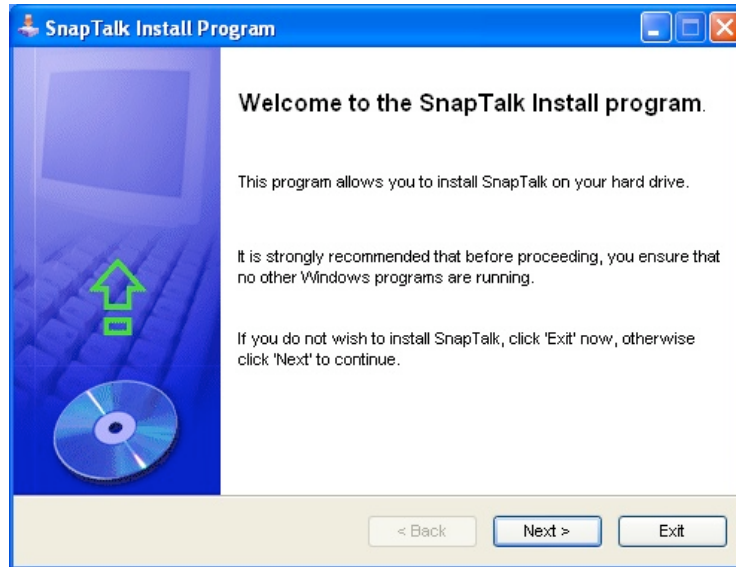 SnapTalk Install Program
Welcome to the SnapTalk Install program.
This program allows you to install SnapTalk on your hard drive.
It is strongly recommended that before proceeding, you ensure that
no other Windows programs are running.
If you do not wish to install SnapTalk, click 'Exit' now, otherwise
click 'Next' to continue.
< Back
Next >
Exit